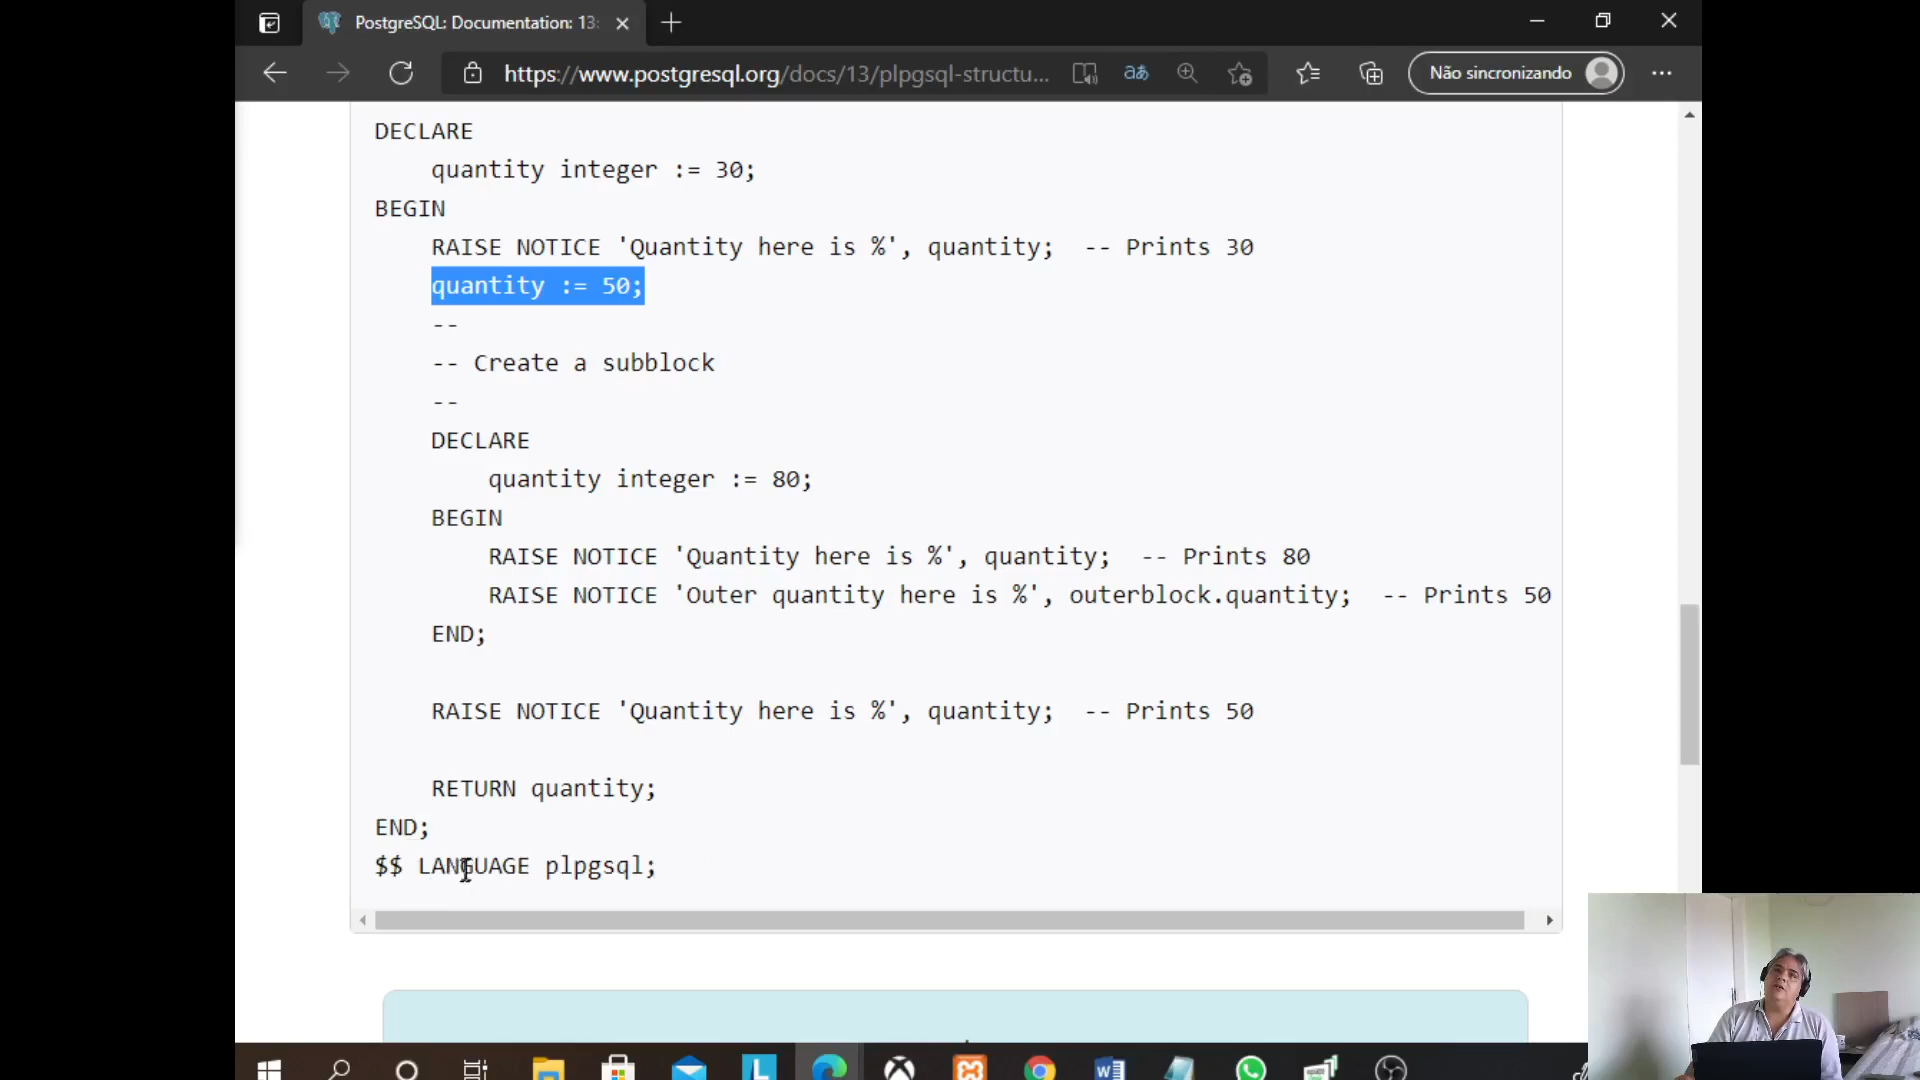 PostgreSQL: Documentation: 13:
https://www.postgresql.org/docs/13/plpgsql-structu...
aあ
Não sincronizando
DECLARE
quantity integer := 30;
BEGIN
RAISE NOTICE 'Quantity here is %', quantity;  -- Prints 30
quantity := 50;
--
-- Create a subblock
--
DECLARE
quantity integer := 80;
BEGIN
RAISE NOTICE 'Quantity here is %', quantity;  -- Prints 80
RAISE NOTICE 'Outer quantity here is %', outerblock.quantity;  -- Prints 50
END;
RAISE NOTICE 'Quantity here is %', quantity;  -- Prints 50
RETURN quantity;
END;
$$ LANGUAGE plpgsql;
L
W